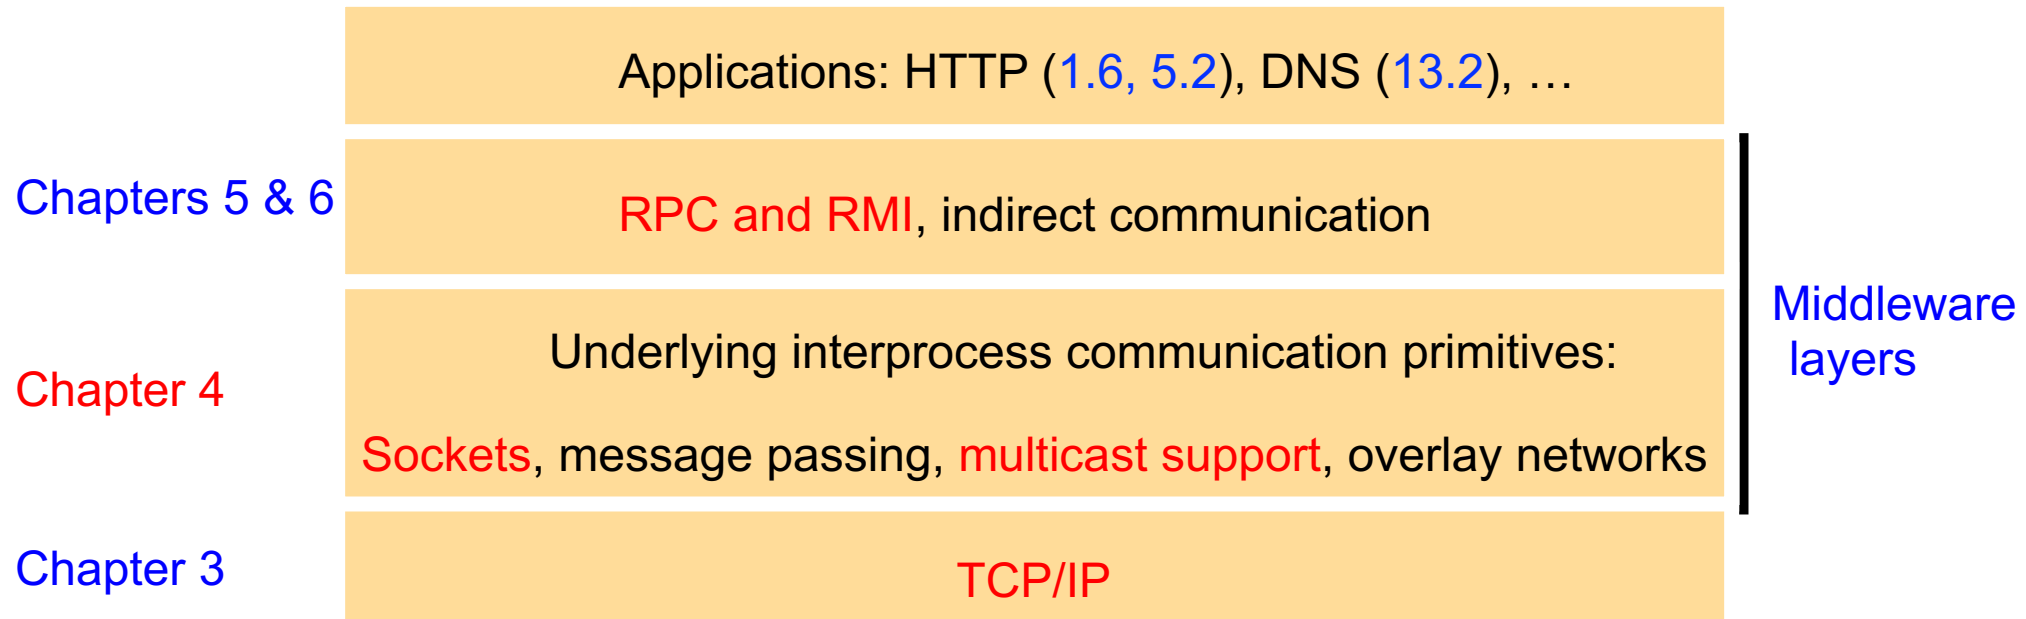 Applications: HTTP (1.6, 5.2), DNS (13.2), …
Chapters 5 & 6
RPC and RMI, indirect communication
Middleware
layers
Underlying interprocess communication primitives:
Chapter 4
Sockets, message passing, multicast support, overlay networks
Chapter 3
TCP/IP